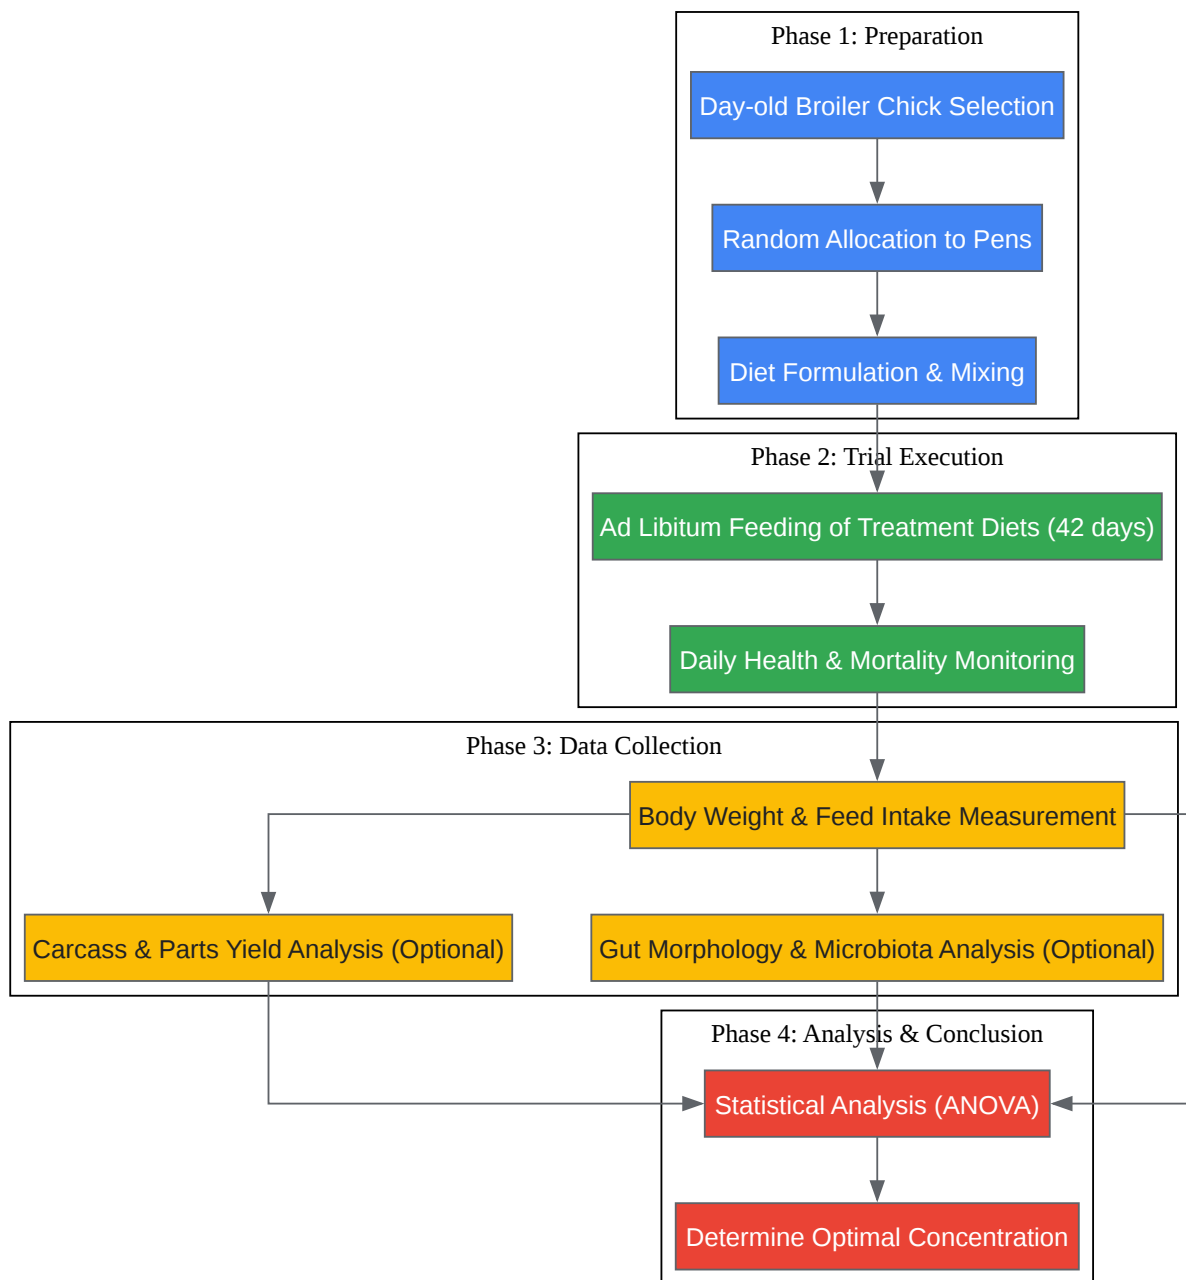 Phase 1: Preparation
Day-old Broiler Chick Selection
Random Allocation to Pens
Diet Formulation & Mixing
Phase 2: Trial Execution
Ad Libitum Feeding of Treatment Diets (42 days)
Daily Health & Mortality Monitoring
Phase 3: Data Collection
Body Weight & Feed Intake Measurement
Carcass & Parts Yield Analysis (Optional)
Gut Morphology & Microbiota Analysis (Optional)
Phase 4: Analysis & Conclusion
Statistical Analysis (ANOVA)
Determine Optimal Concentration